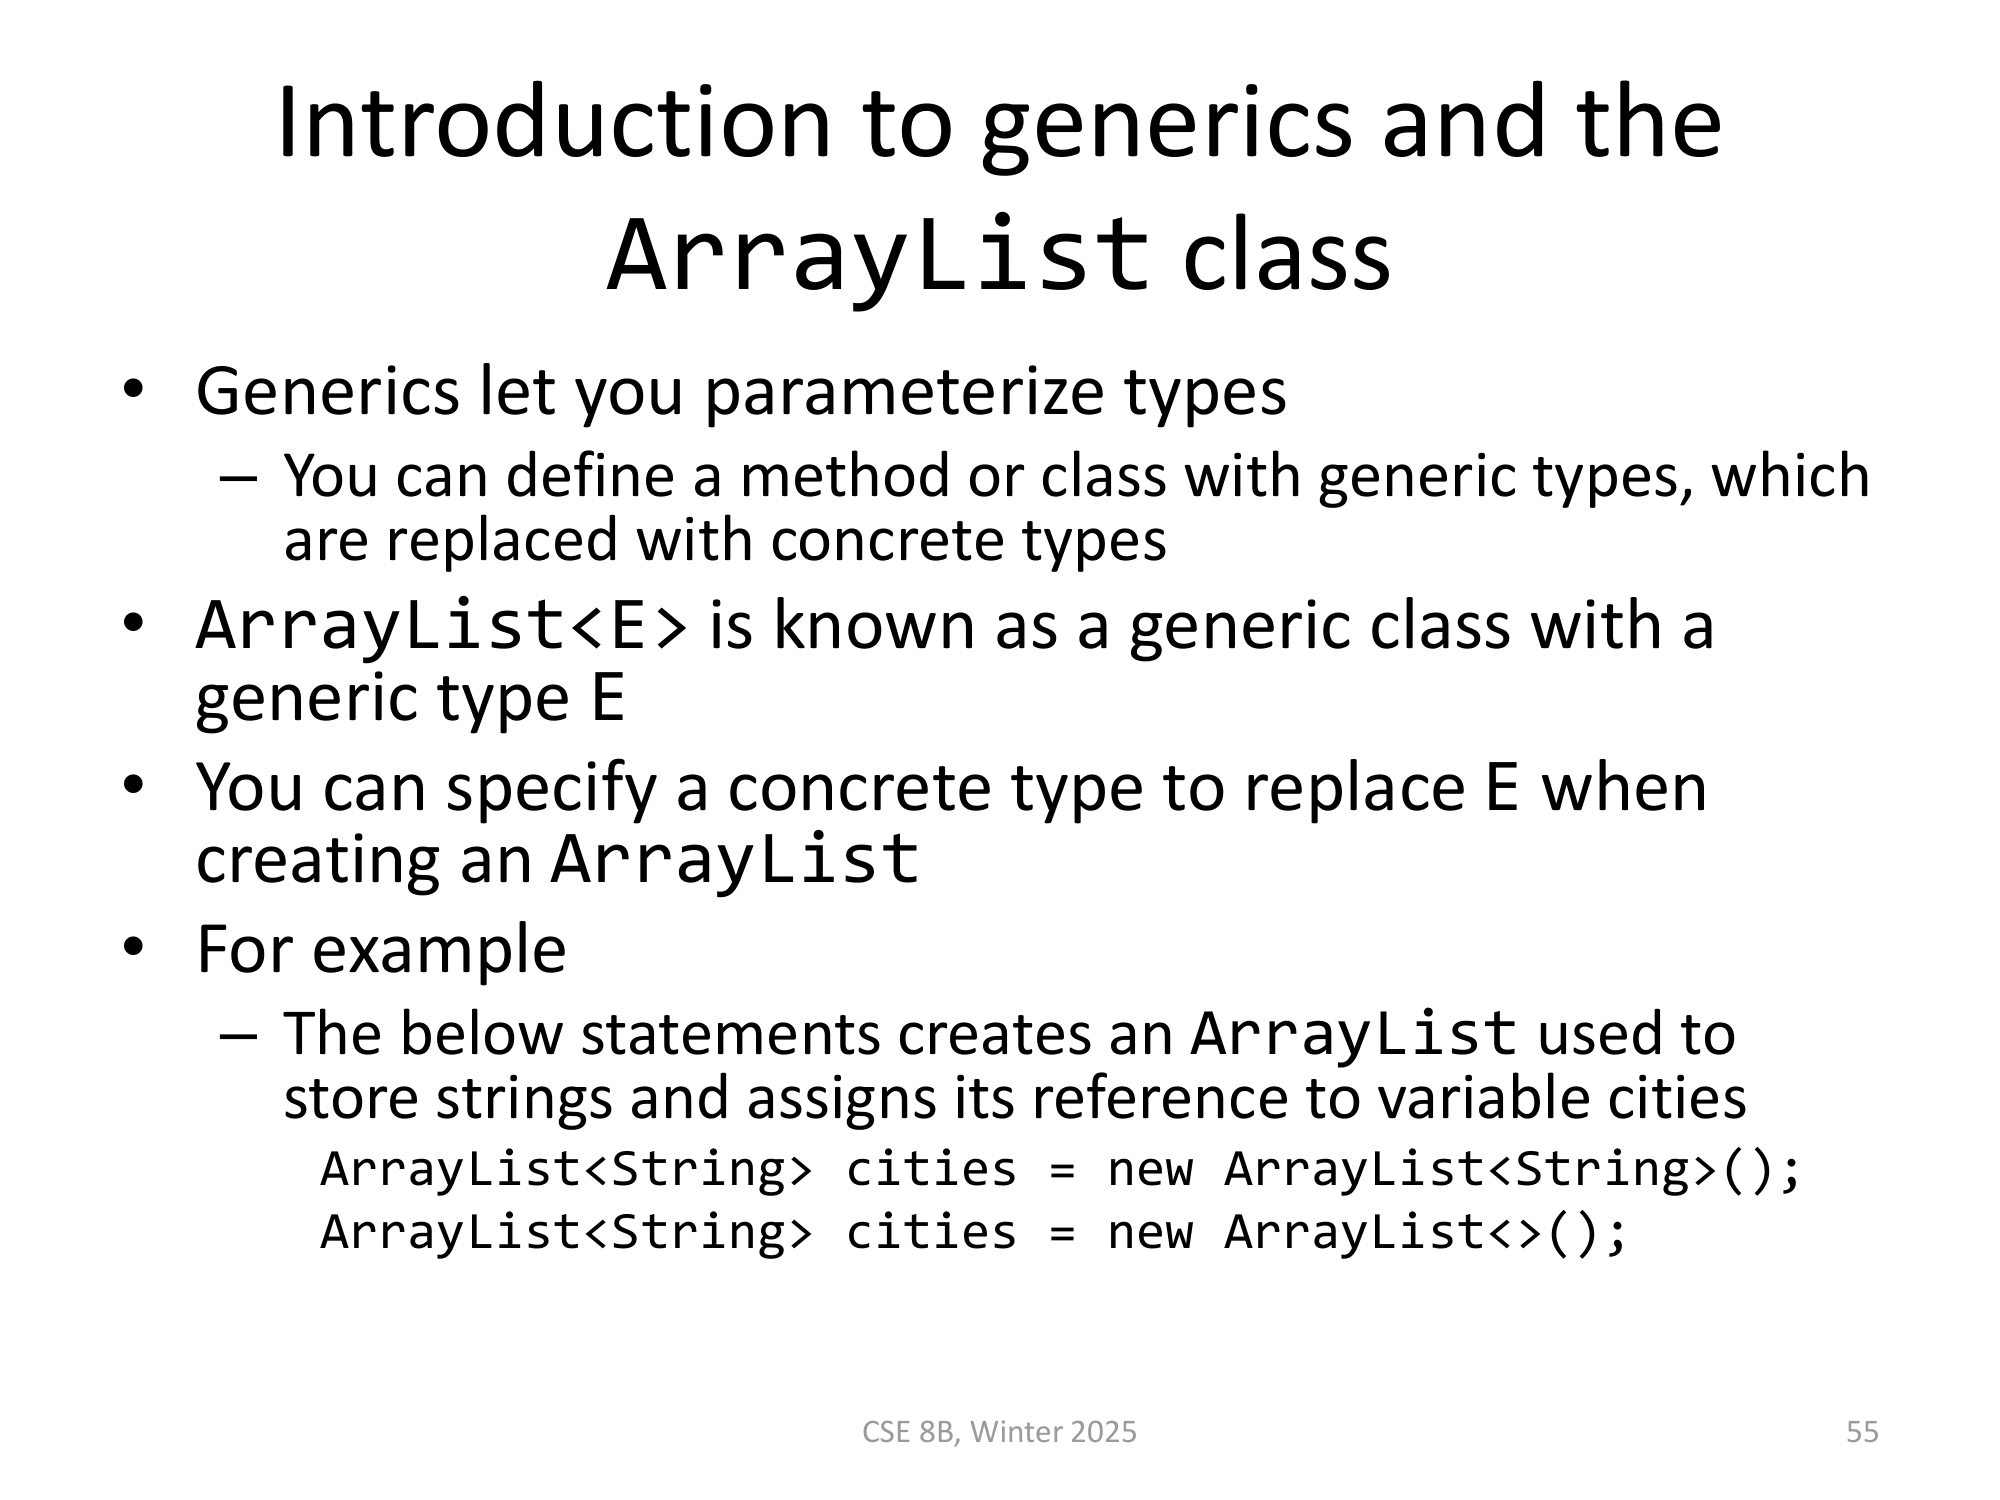 Introduction to generics and the
ArrayList class
• Generics let you parameterize types
– You can define a method or class with generic types, which
are replaced with concrete types
• ArrayList<E> is known as a generic class with a
generic type E
• You can specify a concrete type to replace E when
creating an ArrayList
• For example
– The below statements creates an ArrayList used to
store strings and assigns its reference to variable cities
ArrayList<String> cities = new ArrayList<String>();
ArrayList<String> cities = new ArrayList<>();
CSE 8B, Winter 2025
55